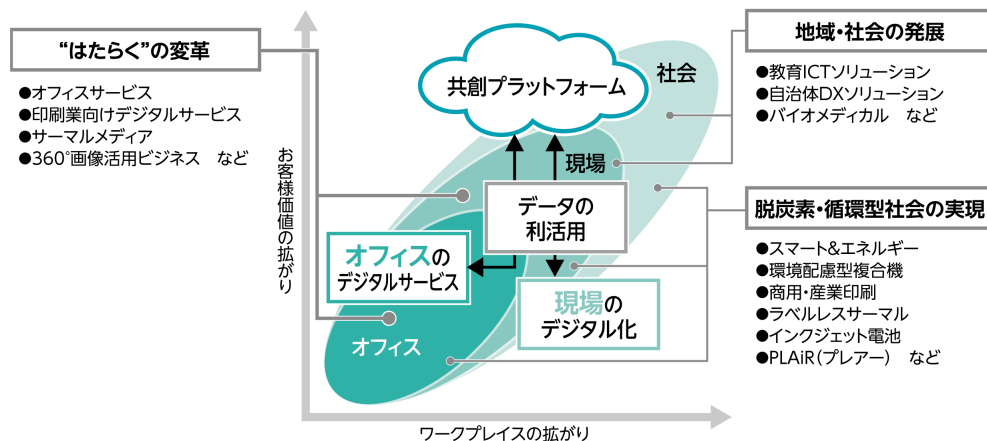 “はたらく”の変革
●オフィスサービス
●印刷業向けデジタルサービス
●サーマルメディア
●360°画像活用ビジネス　など
お客様価値の拡がり
共創プラットフォーム
社会
現場
データの
利活用
オフィスの
デジタルサービス
現場の
デジタル化
オフィス
ワークプレイスの拡がり
地域・社会の発展
●教育ICTソリューション
●自治体DXソリューション
●バイオメディカル　など
脱炭素・循環型社会の実現
●スマート&エネルギー
●環境配慮型複合機
●商用・産業印刷
●ラベルレスサーマル
●インクジェット電池
●PLAiR（プレアー）　など